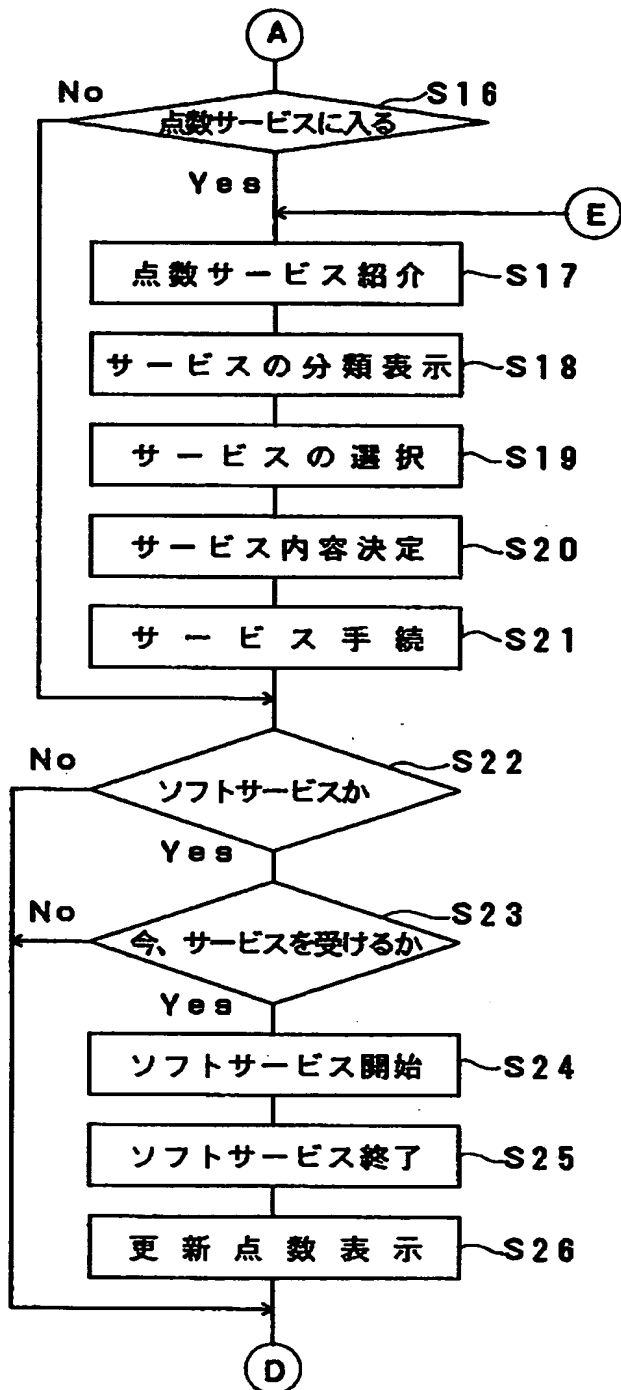 A
No
S16
点数サービスに入る
Yes
E
点数サービス紹介
S17
サービスの分類表示
S18
サービスの選択
S19
サービス内容決定
S20
サービス手続
S21
No
S22
ソフトサービスか
Yes
No
S23
今、サービスを受けるか
Yes
ソフトサービス開始
S24
ソフトサービス終了
S25
更新点数表示
S26
D